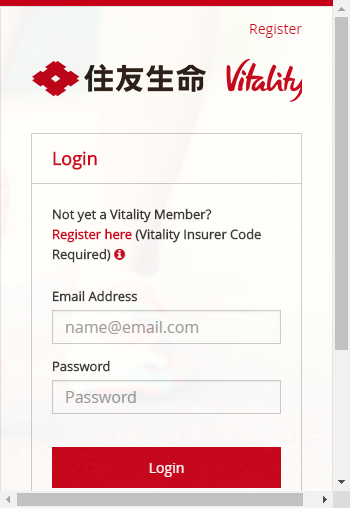 Register
住友生命 Vitality
Login
Not yet a Vitality Member?
Register here (Vitality Insurer Code
Required)
Email Address
name@email.com
Password
Password
Login